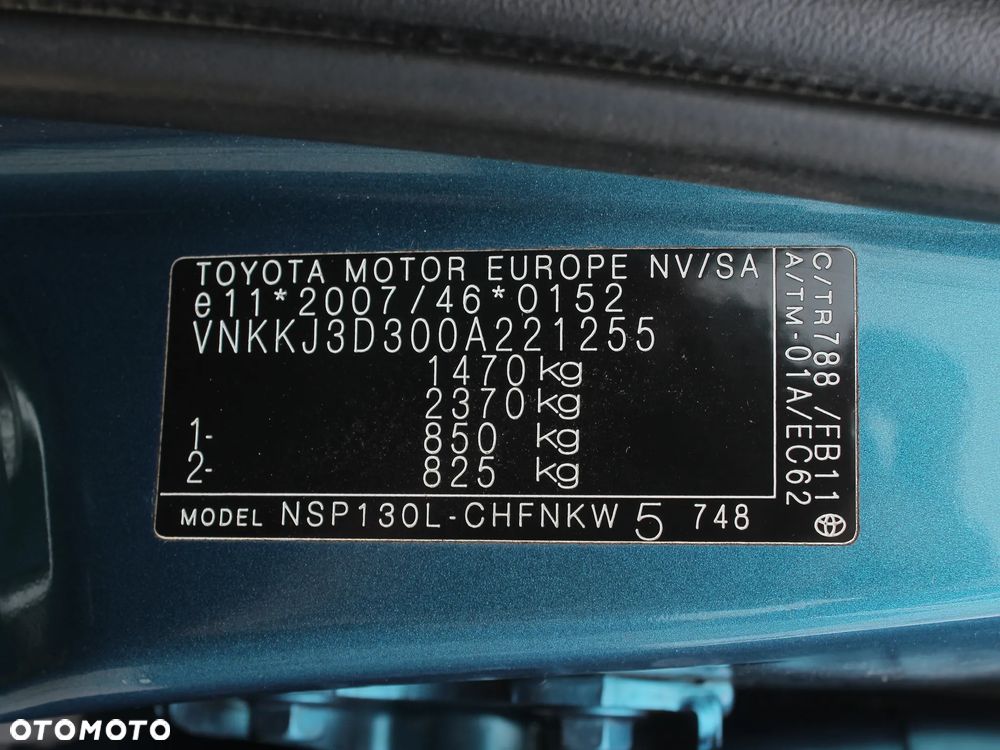 TOYOTA MOTOR EUROPE NV/SA
e11*2007/46*0152
VNKKJ3D300A221255
1470 kg
2370 kg
1- 850 kg
2- 825 kg
MODEL NSP130L-CHFNKW 5 748
C/TR788 /FB11
A/TM-01A/EC62
OTOMOTO